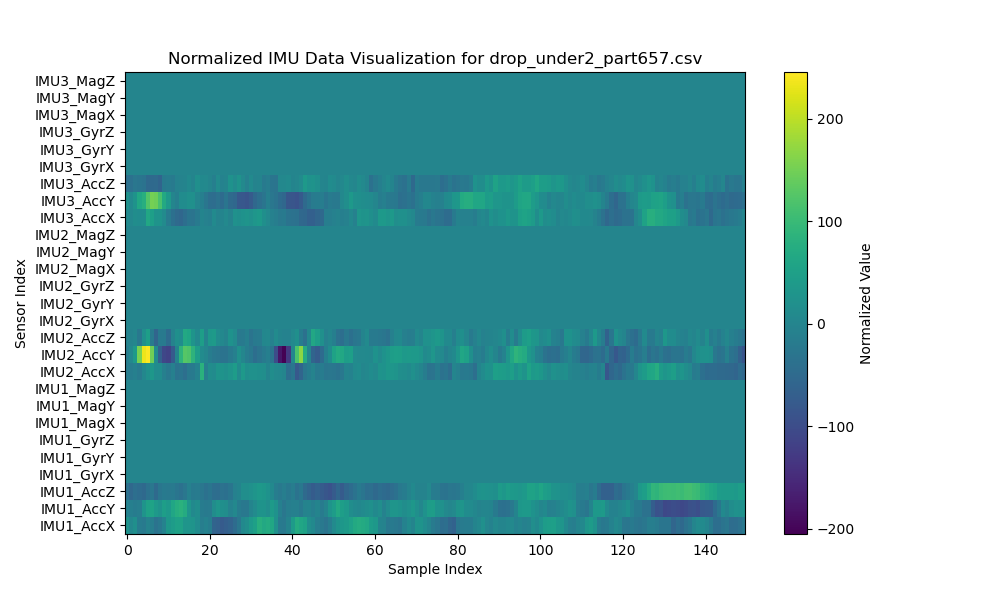 Normalized IMU Data Visualization for drop_under2_part657.csv
IMU3_MagZ
IMU3_MagY
IMU3_MagX
IMU3_GyrZ
IMU3_GyrY
IMU3_GyrX
IMU3_AccZ
IMU3_AccY
IMU3_AccX
IMU2_MagZ
IMU2_MagY
IMU2_MagX
IMU2_GyrZ
IMU2_GyrY
IMU2_GyrX
IMU2_AccZ
IMU2_AccY
IMU2_AccX
IMU1_MagZ
IMU1_MagY
IMU1_MagX
IMU1_GyrZ
IMU1_GyrY
IMU1_GyrX
IMU1_AccZ
IMU1_AccY
IMU1_AccX
Sensor Index
0 20 40 60 80 100 120 140
Sample Index
200
100
0
−100
−200
Normalized Value